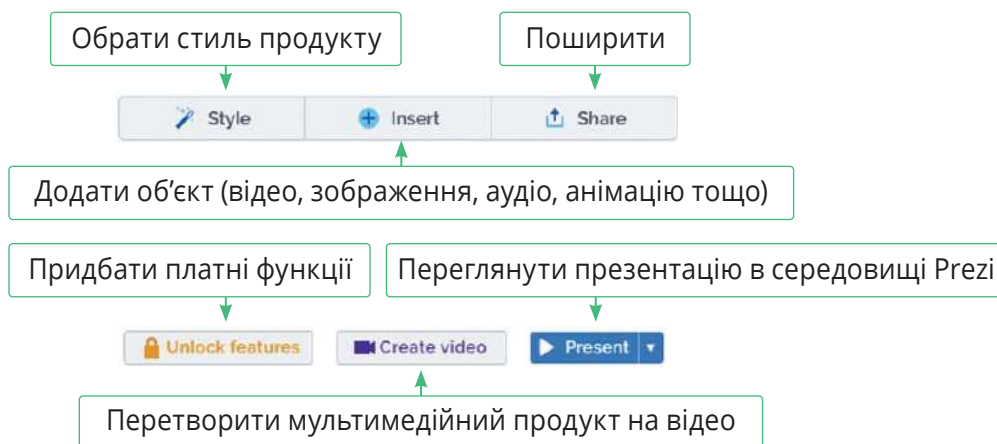 Обрати стиль продукту
Поширити
Style
Insert
Share
Додати об'єкт (відео, зображення, аудіо, анімацію тощо)
Придбати платні функції
Переглянути презентацію в середовищі Prezi
Unlock features
Create video
Present
Перетворити мультимедійний продукт на відео